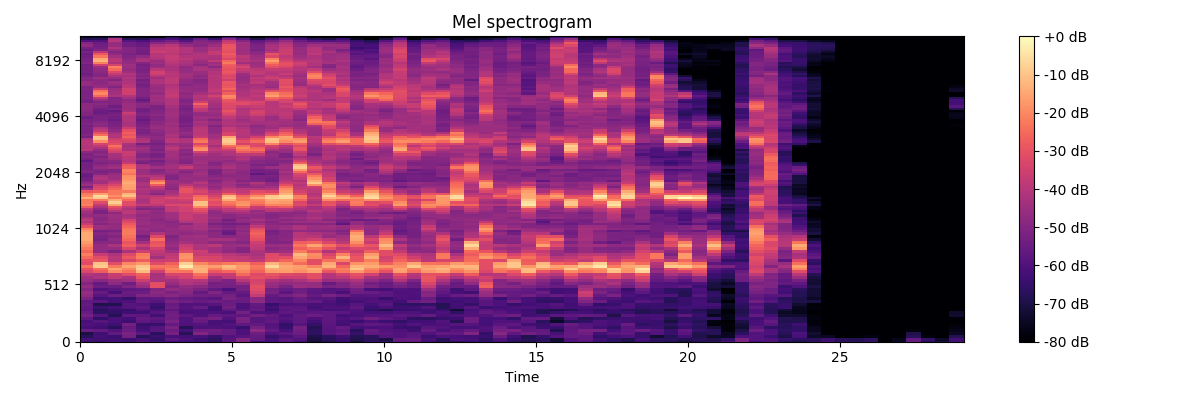 Mel spectrogram
8192
4096
2048
1024
512
0
Hz
0 5 10 15 20 25
Time
+0 dB
-10 dB
-20 dB
-30 dB
-40 dB
-50 dB
-60 dB
-70 dB
-80 dB